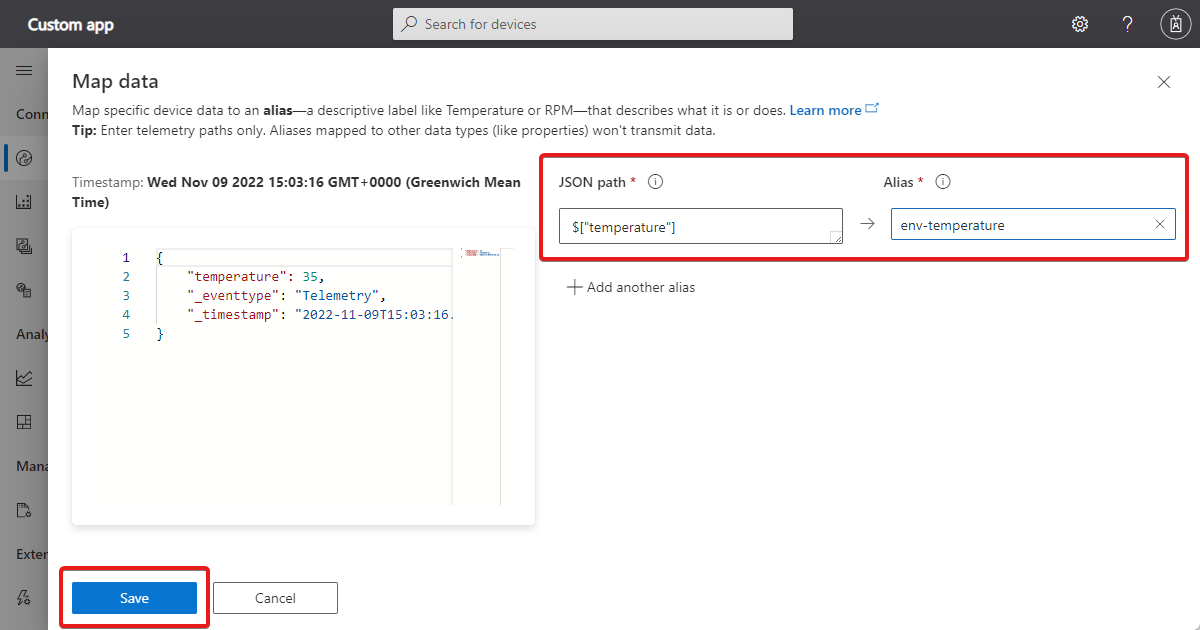 Custom app
Search for devices
?
Conn
Analy
Mana
Exter
Map data
Map specific device data to an alias—a descriptive label like Temperature or RPM—that describes what it is or does. Learn more
Tip: Enter telemetry paths only. Aliases mapped to other data types (like properties) won't transmit data.
Timestamp: Wed Nov 09 2022 15:03:16 GMT+0000 (Greenwich Mean
Time)
1 {
2 "temperature": 35,
3 "_eventtype": "Telemetry",
4 "_timestamp": "2022-11-09T15:03:16.
5 }
JSON path *
Alias *
$["temperature"]
env-temperature
Add another alias
Save
Cancel